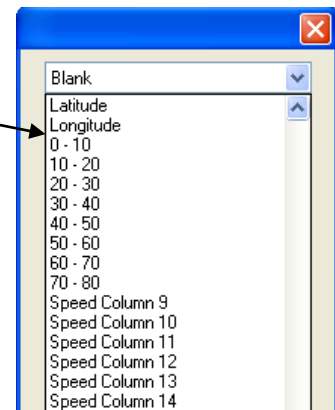 Blank
Latitude
Longitude
0 - 10
10 - 20
20 - 30
30 - 40
40 - 50
50 - 60
60 - 70
70 - 80
Speed Column 9
Speed Column 10
Speed Column 11
Speed Column 12
Speed Column 13
Speed Column 14